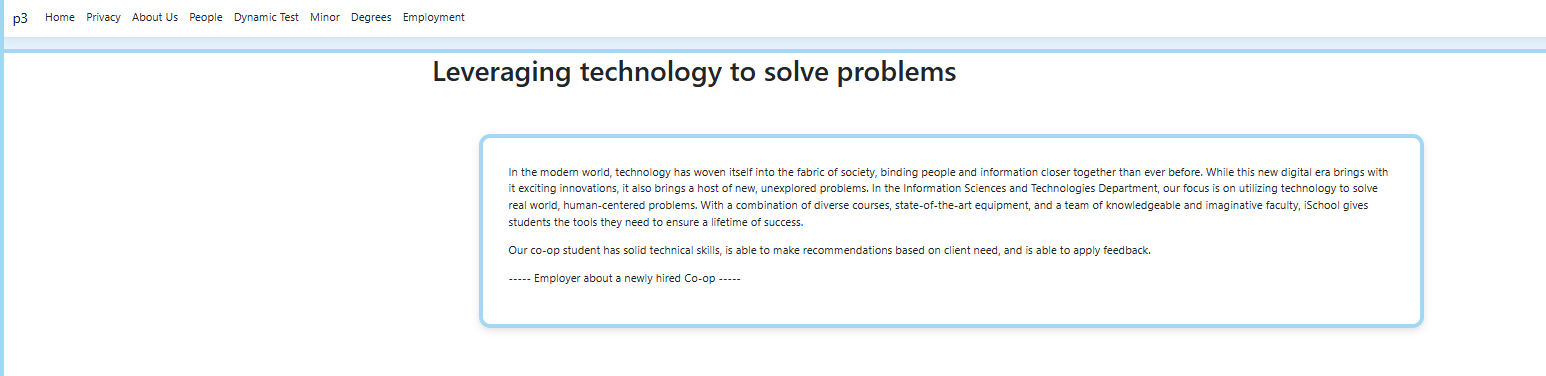 p3 Home Privacy About Us People Dynamic Test Minor Degrees Employment
Leveraging technology to solve problems
In the modern world, technology has woven itself into the fabric of society, binding people and information closer together than ever before. While this new digital era brings with
it exciting innovations, it also brings a host of new, unexplored problems. In the Information Sciences and Technologies Department, our focus is on utilizing technology to solve
real world, human-centered problems. With a combination of diverse courses, state-of-the-art equipment, and a team of knowledgeable and imaginative faculty, iSchool gives
students the tools they need to ensure a lifetime of success.
Our co-op student has solid technical skills, is able to make recommendations based on client need, and is able to apply feedback.
----- Employer about a newly hired Co-op -----